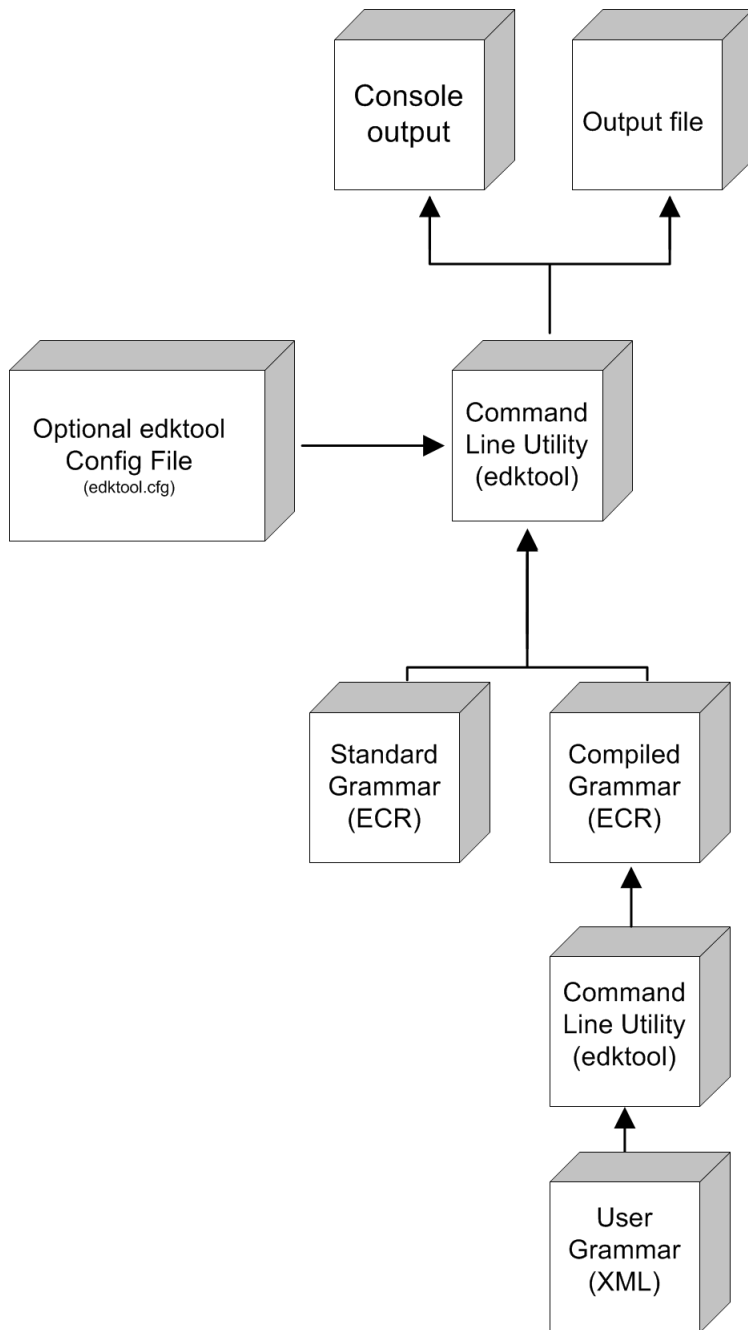 Console
output
Output file
Optional edktool
Config File
(edktool.cfg)
Command
Line Utility
(edktool)
Standard
Grammar
(ECR)
Compiled
Grammar
(ECR)
Command
Line Utility
(edktool)
User
Grammar
(XML)